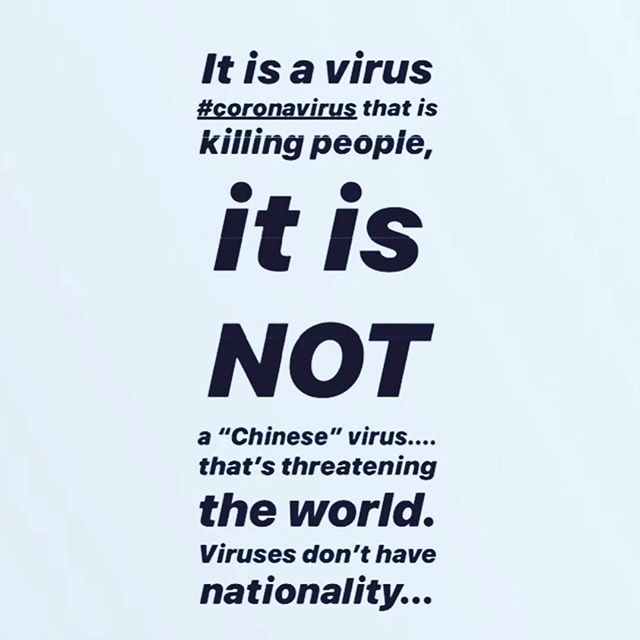 It is a virus
#coronavirus that is
killing people,
it is
NOT
a “Chinese” virus....
that’s threatening
the world.
Viruses don’t have
nationality...